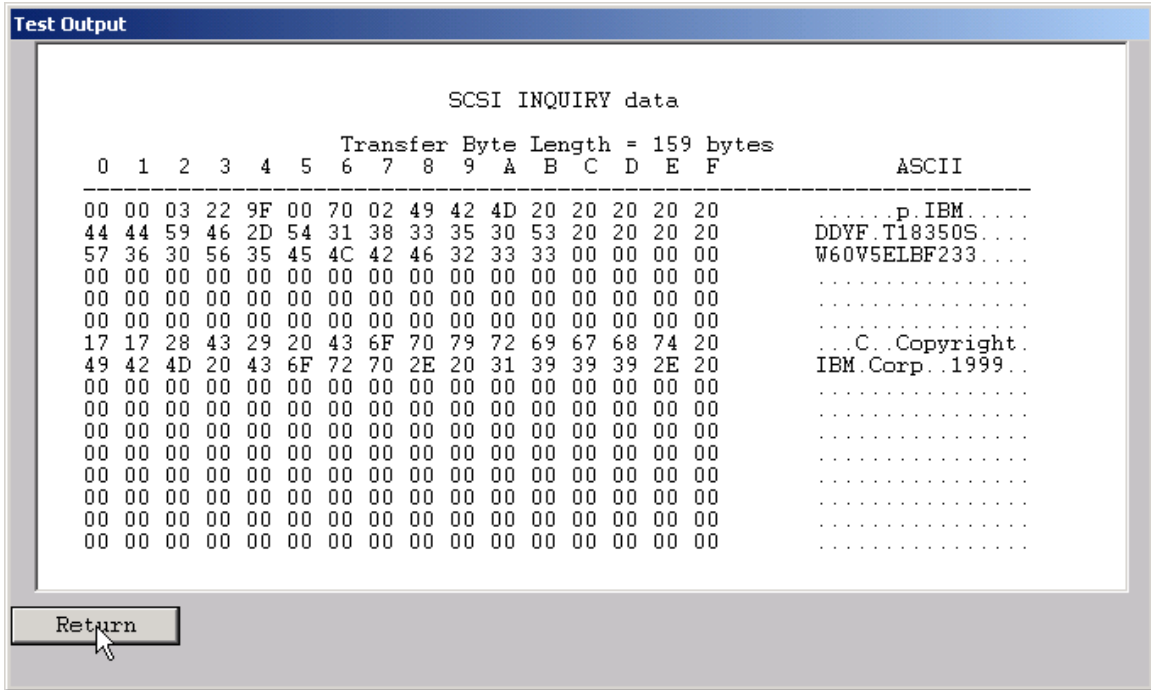 Test Output
SCSI INQUIRY data
Transfer Byte Length = 159 bytes
0 1 2 3 4 5 6 7 8 9 A B C D E F ASCII
00 00 03 22 9F 00 70 02 49 42 4D 20 20 20 20 20 ......p.IBM.....
44 44 59 46 2D 54 31 38 33 35 30 53 20 20 20 20 DDYF.T18350S....
57 36 30 56 35 45 4C 42 46 32 33 33 00 00 00 00 W60V5ELBF233....
00 00 00 00 00 00 00 00 00 00 00 00 00 00 00 00 ................
00 00 00 00 00 00 00 00 00 00 00 00 00 00 00 00 ................
00 00 00 00 00 00 00 00 00 00 00 00 00 00 00 00 ................
17 17 28 43 29 20 43 6F 70 79 72 69 67 68 74 20 ...C..Copyright.
49 42 4D 20 43 6F 72 70 2E 20 31 39 39 39 2E 20 IBM.Corp..1999..
00 00 00 00 00 00 00 00 00 00 00 00 00 00 00 00 ................
00 00 00 00 00 00 00 00 00 00 00 00 00 00 00 00 ................
00 00 00 00 00 00 00 00 00 00 00 00 00 00 00 00 ................
00 00 00 00 00 00 00 00 00 00 00 00 00 00 00 00 ................
00 00 00 00 00 00 00 00 00 00 00 00 00 00 00 00 ................
00 00 00 00 00 00 00 00 00 00 00 00 00 00 00 00 ................
00 00 00 00 00 00 00 00 00 00 00 00 00 00 00 00 ................
00 00 00 00 00 00 00 00 00 00 00 00 00 00 00 00 ................
Return